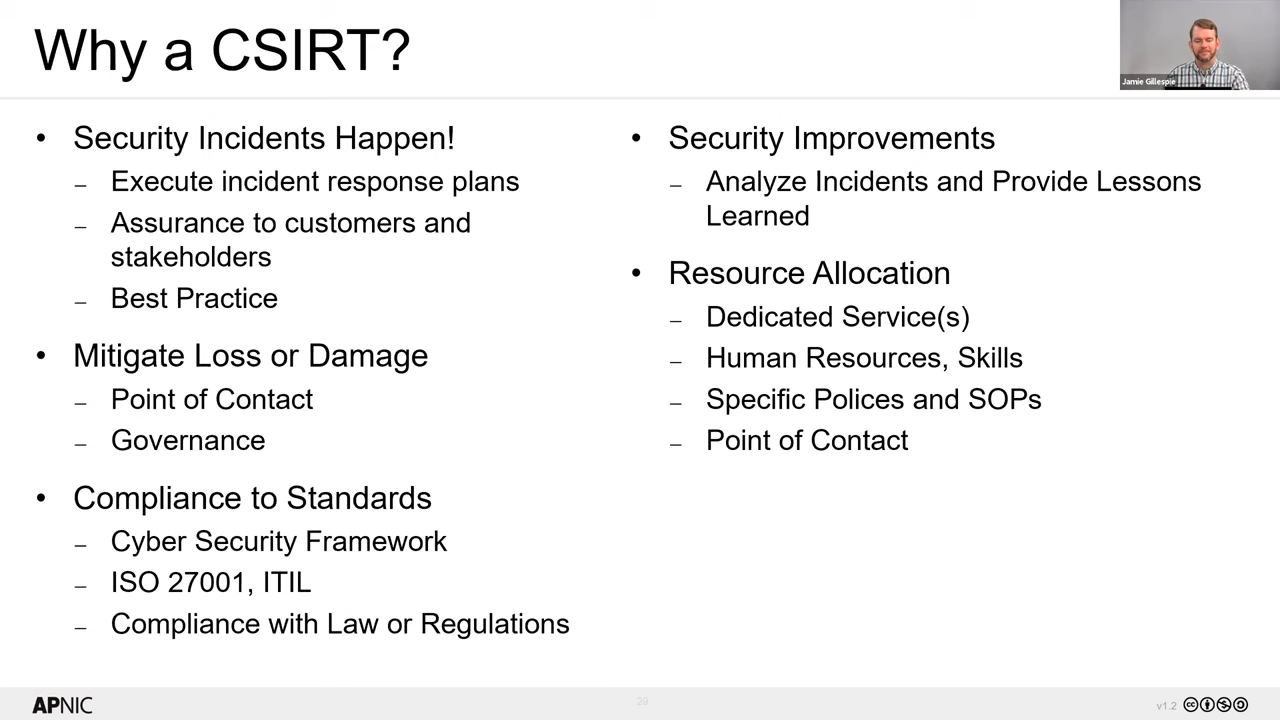 Why a CSIRT?
Jamie Gillespie
• Security Incidents Happen!
– Execute incident response plans
– Assurance to customers and
stakeholders
– Best Practice
• Mitigate Loss or Damage
– Point of Contact
– Governance
• Compliance to Standards
– Cyber Security Framework
– ISO 27001, ITIL
– Compliance with Law or Regulations
• Security Improvements
– Analyze Incidents and Provide Lessons
Learned
• Resource Allocation
– Dedicated Service(s)
– Human Resources, Skills
– Specific Polices and SOPs
– Point of Contact
APNIC
29
v1.2